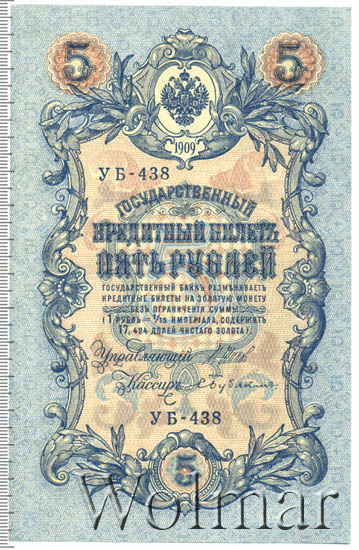 5 5
1909
УБ-438
ГОСУДАРСТВЕННЫЙ
КРЕДИТНЫЙ БИЛЕТЪ
ПЯТЬ РУБЛЕЙ
ГОСУДАРСТВЕННЫЙ БАНКЪ РАЗМѢНИВАЕТЪ
КРЕДИТНЫЕ БИЛЕТЫ НА ЗОЛОТУЮ МОНЕТУ
БЕЗЪ ОГРАНИЧЕНІЯ СУММЫ
(1 РУБЛЬ = 1/15 ИМПЕРІАЛА, СОДЕРЖИТЪ
17,424 ДОЛЕЙ ЧИСТАГО ЗОЛОТА).
Управляющій
Кассиръ
УБ-438
5
Wolmar